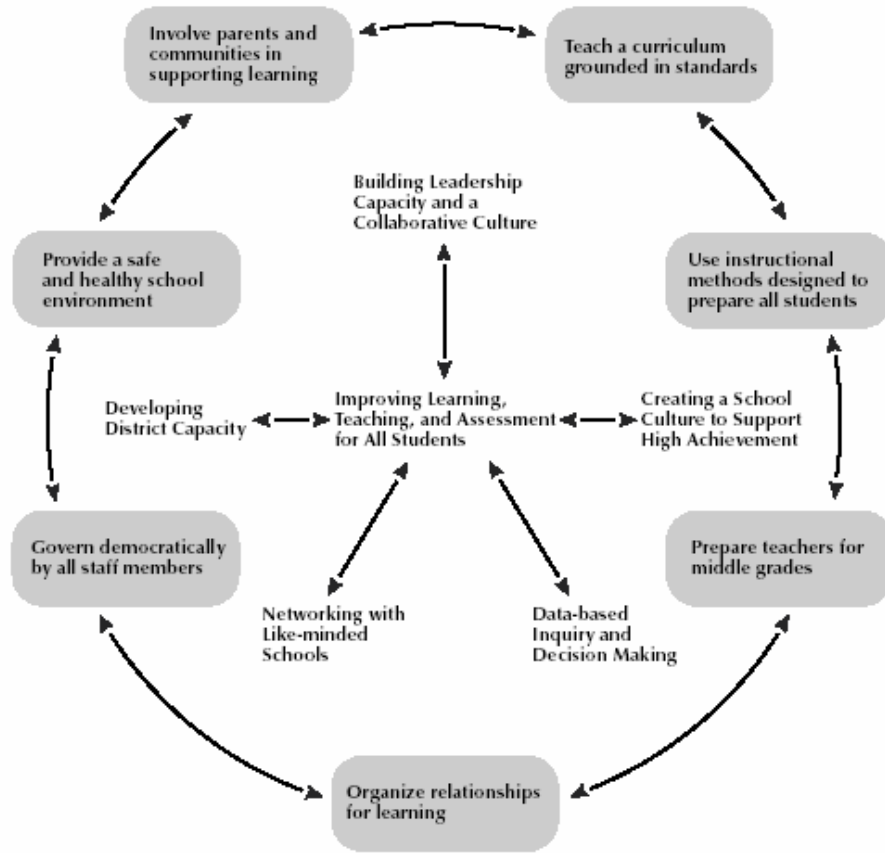 Involve parents and
communities in
supporting learning
Teach a curriculum
grounded in standards
Building Leadership
Capacity and a
Collaborative Culture
Provide a safe
and healthy school
environment
Use instructional
methods designed to
prepare all students
Developing
District Capacity
Improving Learning,
Teaching, and Assessment
for All Students
Creating a School
Culture to Support
High Achievement
Govern democratically
by all staff members
Prepare teachers for
middle grades
Networking with
Like-minded
Schools
Data-based
Inquiry and
Decision Making
Organize relationships
for learning